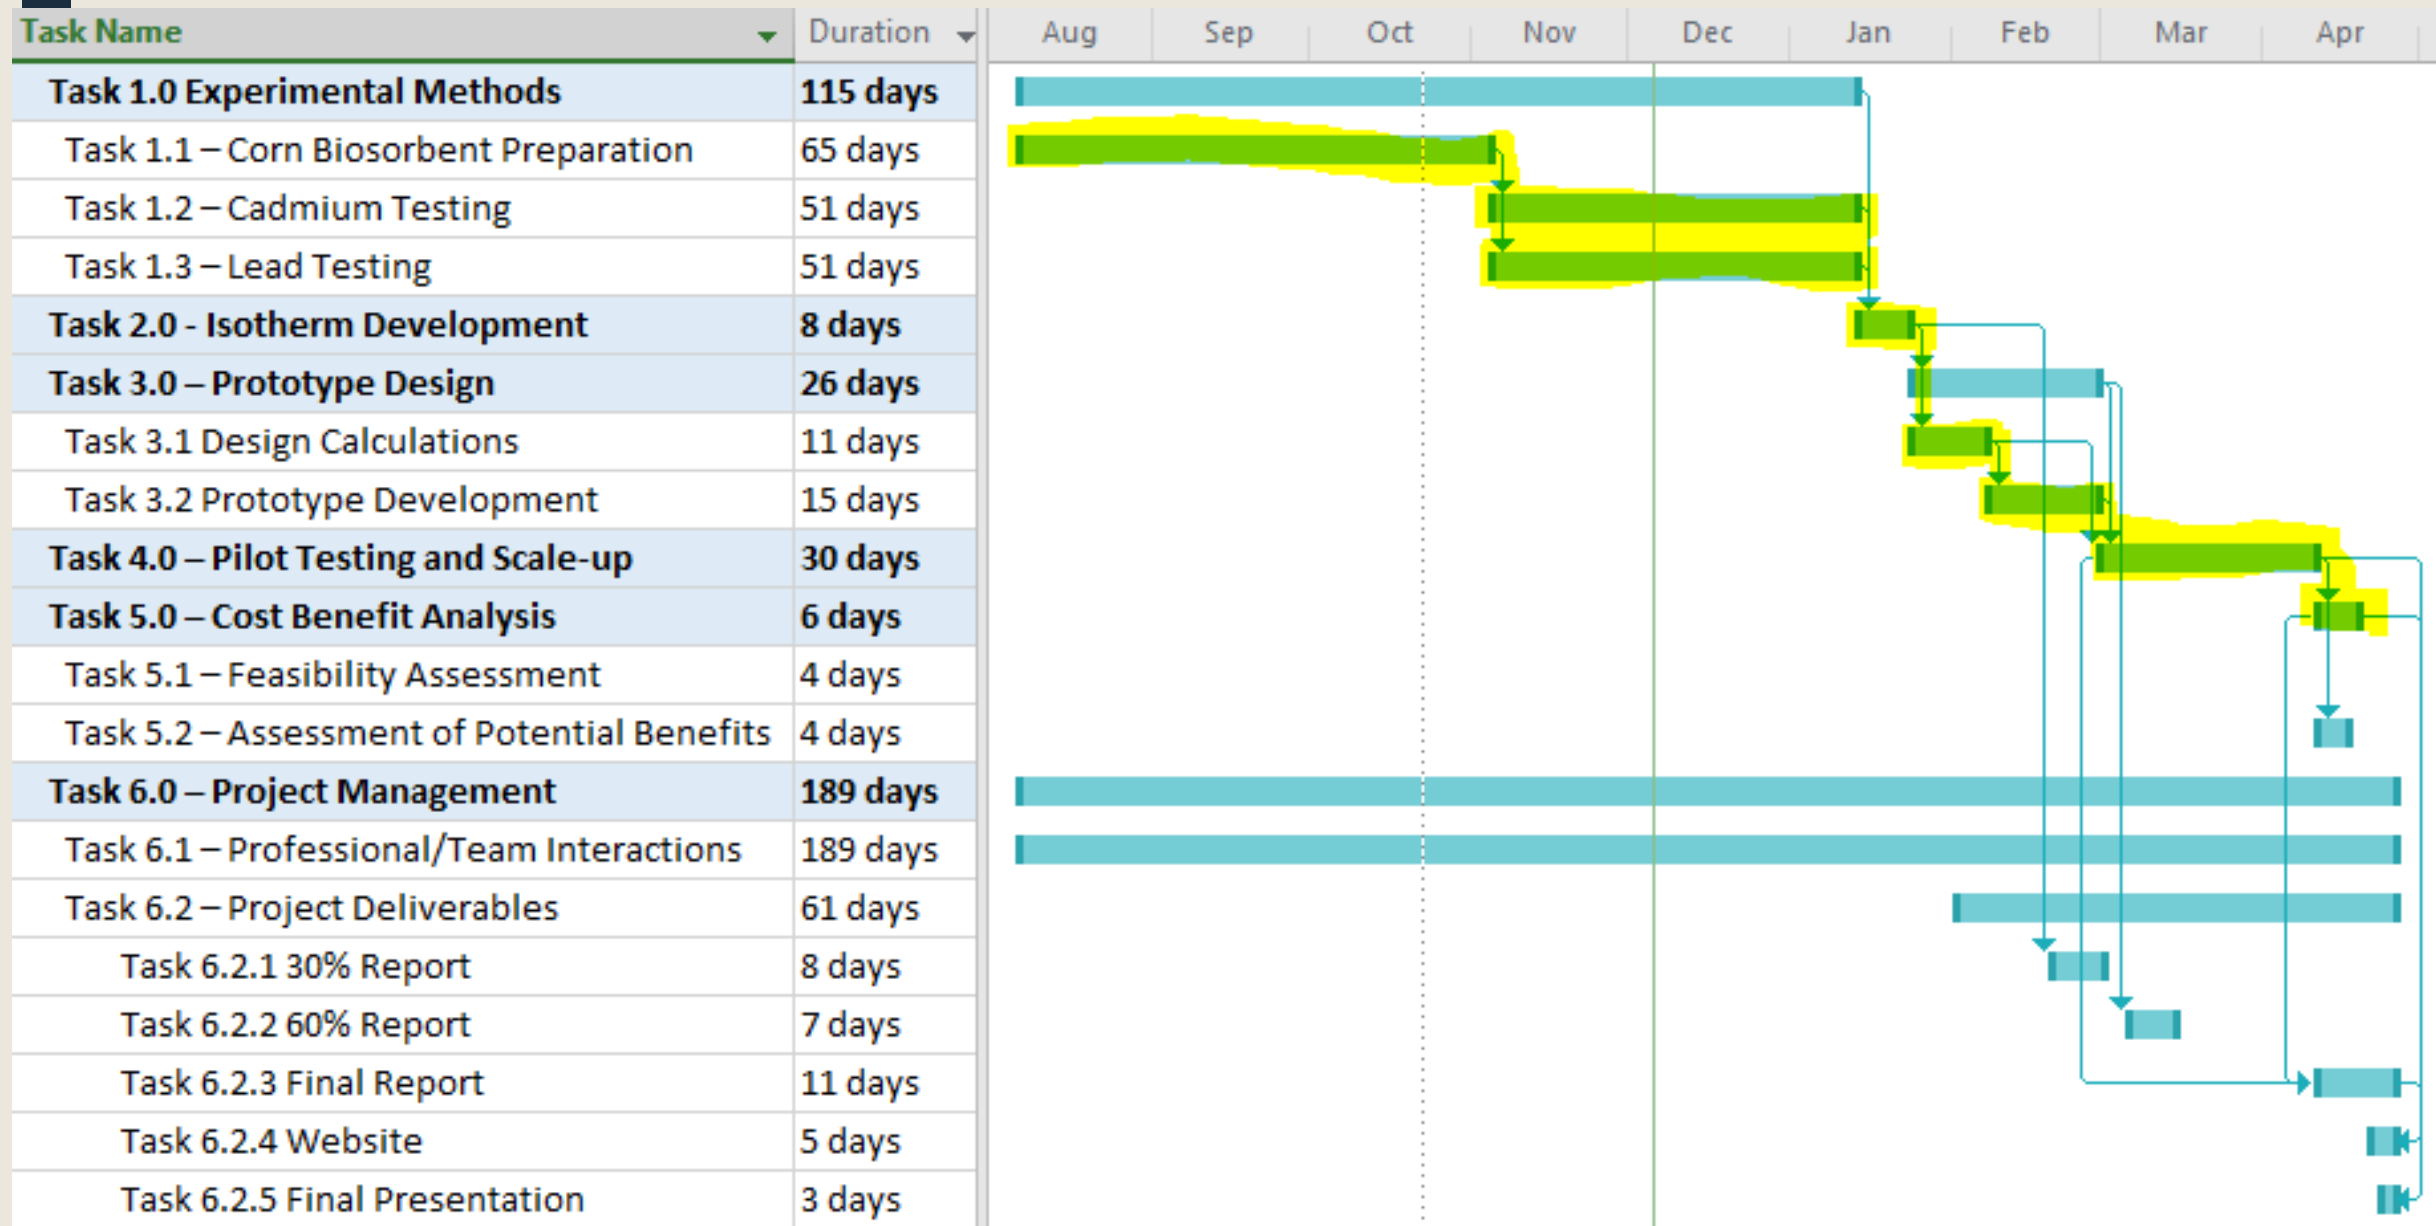 Task Name Duration Aug Sep Oct Nov Dec Jan Feb Mar Apr
Task 1.0 Experimental Methods 115 days
Task 1.1 – Corn Biosorbent Preparation 65 days
Task 1.2 – Cadmium Testing 51 days
Task 1.3 – Lead Testing 51 days
Task 2.0 - Isotherm Development 8 days
Task 3.0 – Prototype Design 26 days
Task 3.1 Design Calculations 11 days
Task 3.2 Prototype Development 15 days
Task 4.0 – Pilot Testing and Scale-up 30 days
Task 5.0 – Cost Benefit Analysis 6 days
Task 5.1 – Feasibility Assessment 4 days
Task 5.2 – Assessment of Potential Benefits 4 days
Task 6.0 – Project Management 189 days
Task 6.1 – Professional/Team Interactions 189 days
Task 6.2 – Project Deliverables 61 days
Task 6.2.1 30% Report 8 days
Task 6.2.2 60% Report 7 days
Task 6.2.3 Final Report 11 days
Task 6.2.4 Website 5 days
Task 6.2.5 Final Presentation 3 days